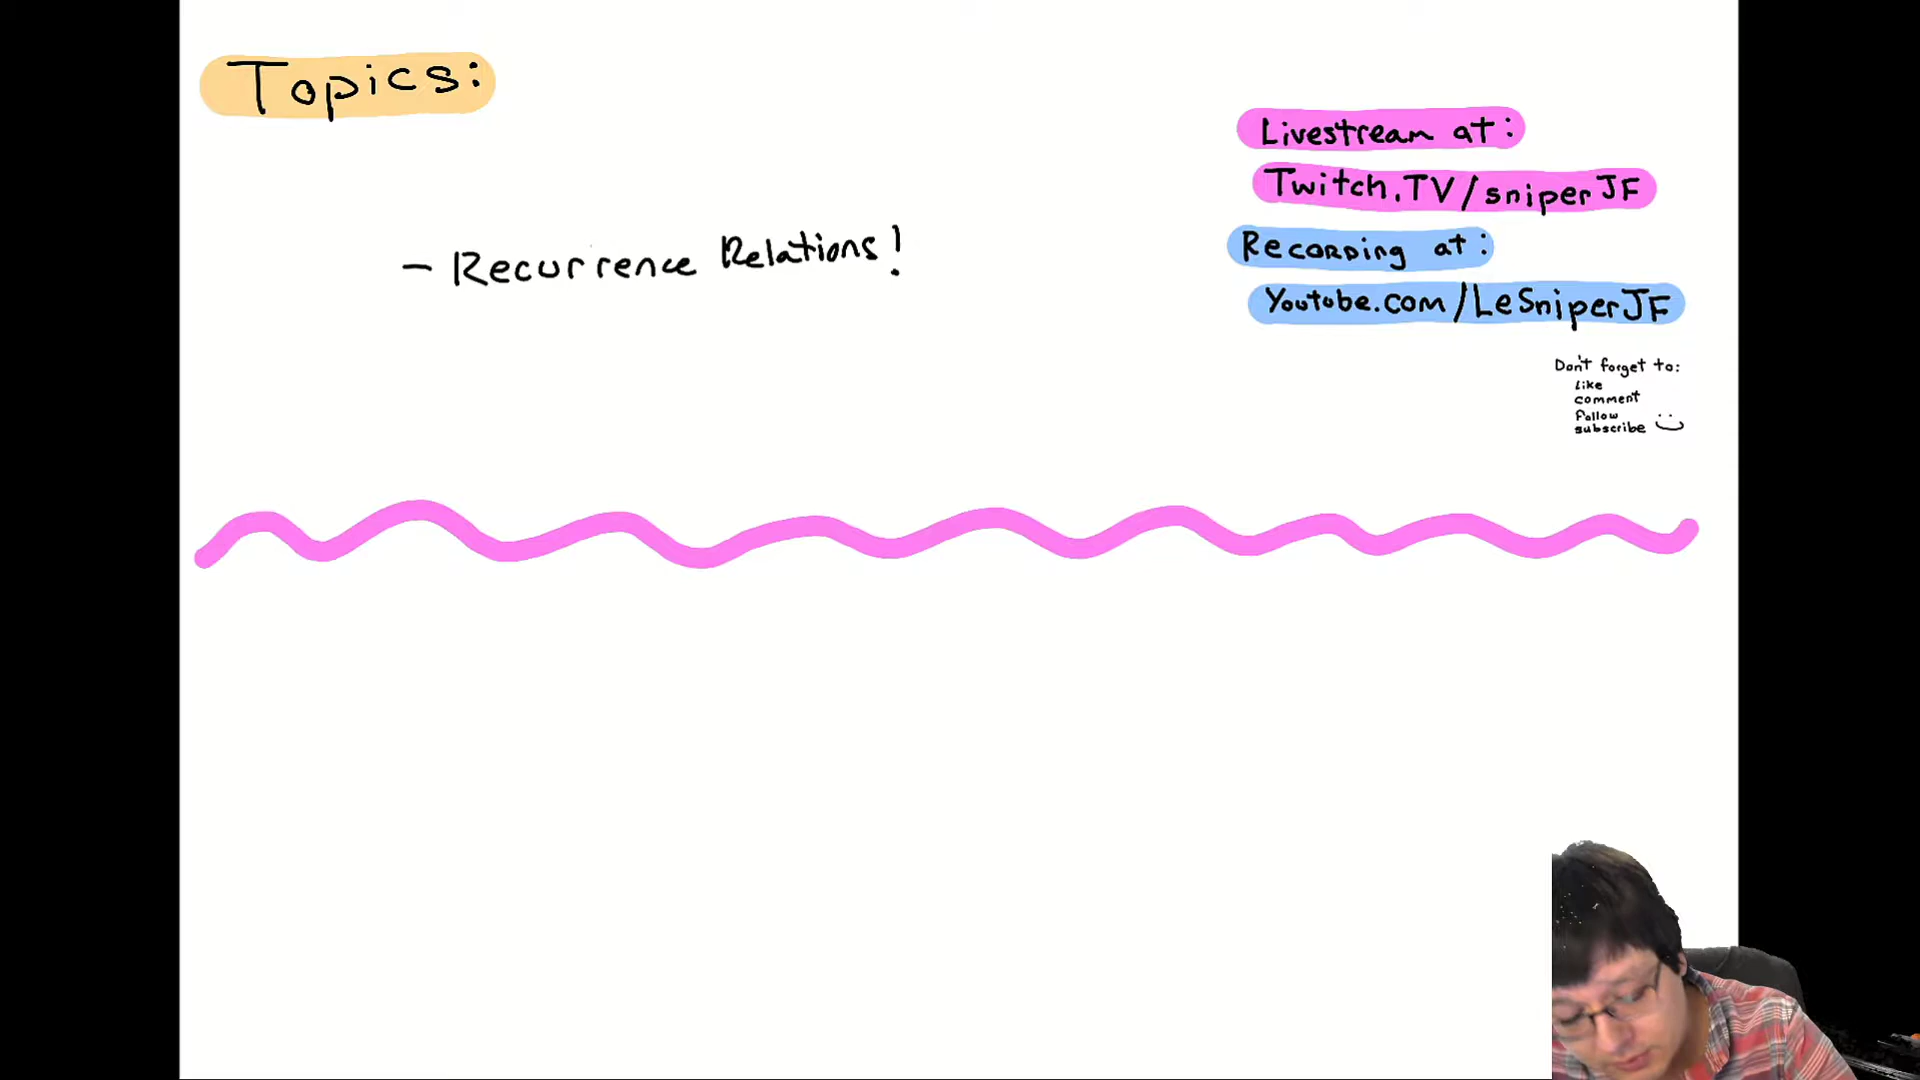 Topics:
- Recurrence Relations!
Livestream at:
Twitch.TV/sniperJF
Recording at:
Youtube.com/LeSniperJF
Don't forget to:
Like
comment
follow
subscribe